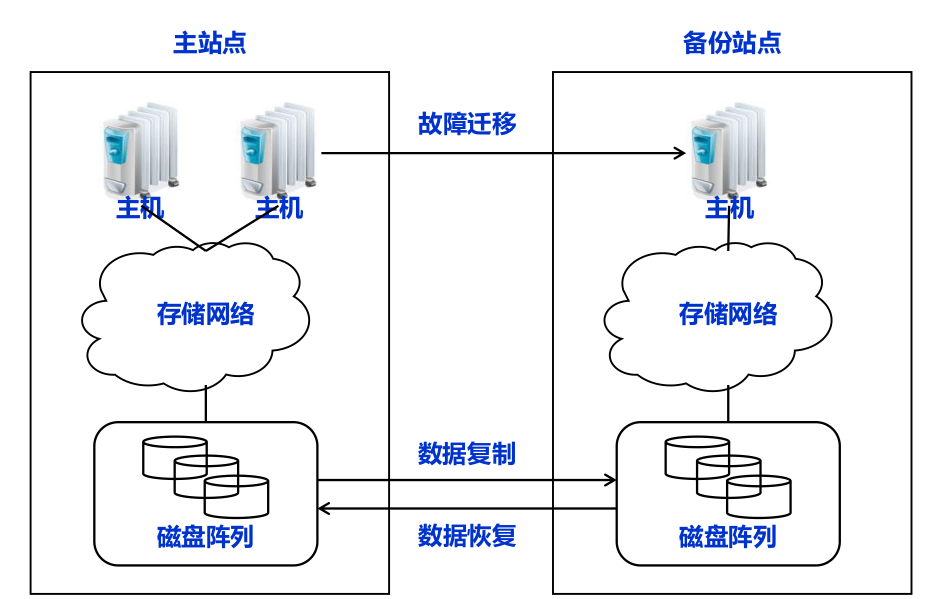 主站点
备份站点
故障迁移
主机
主机
主机
存储网络
存储网络
数据复制
磁盘阵列
数据恢复
磁盘阵列